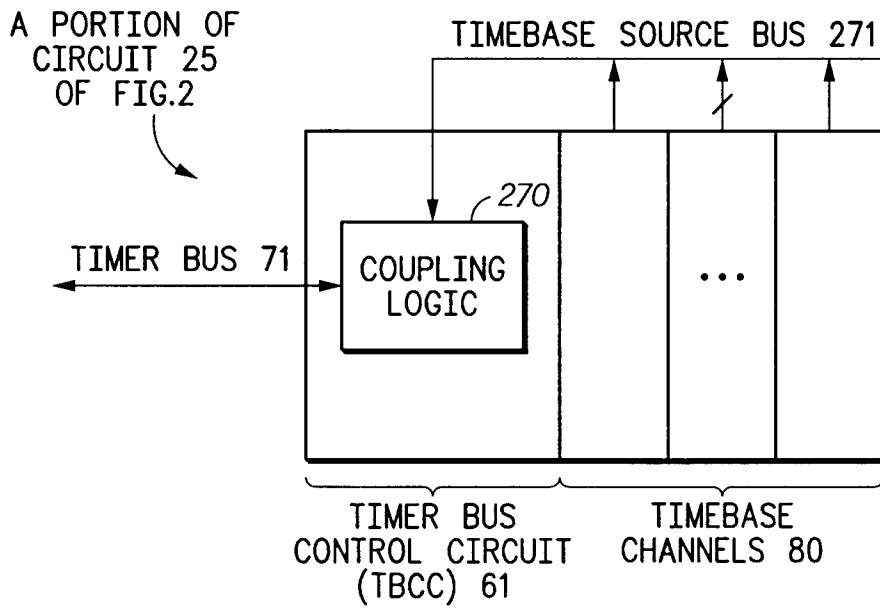 A PORTION OF
CIRCUIT 25
OF FIG.2
TIMEBASE SOURCE BUS 271
270
TIMER BUS 71
COUPLING
LOGIC
...
TIMER BUS
CONTROL CIRCUIT
(TBCC) 61
TIMEBASE
CHANNELS 80